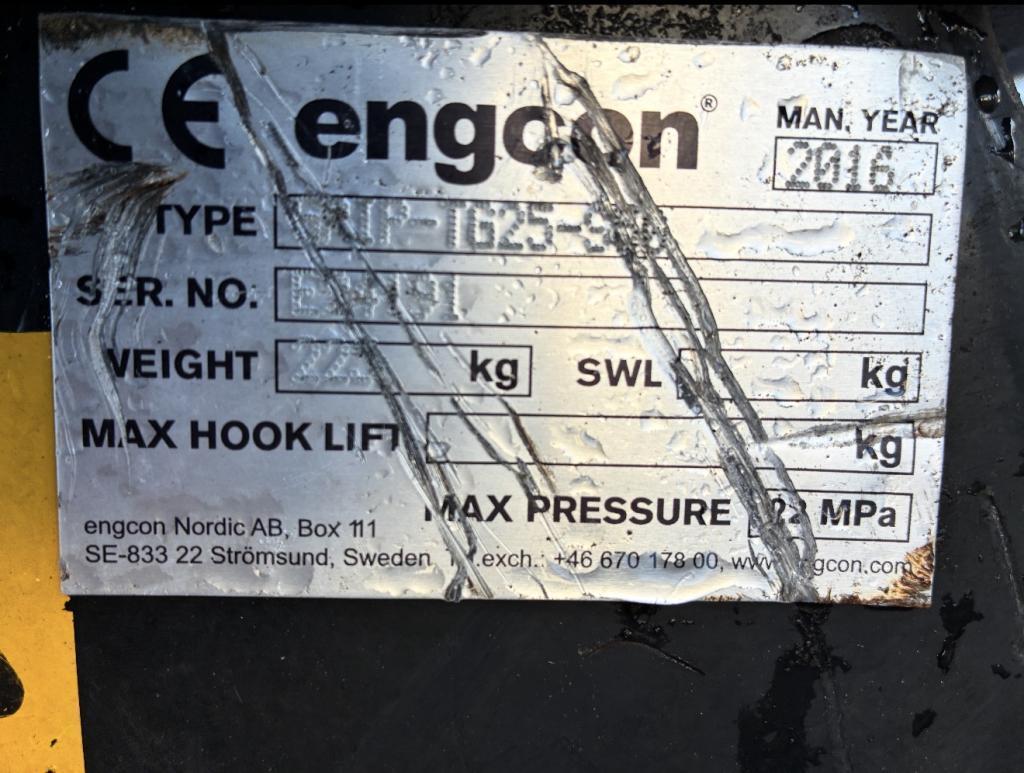 CE engcon®
MAN. YEAR
2016
TYPE
SER. NO.
WEIGHT kg SWL kg
MAX HOOK LIFT kg
MAX PRESSURE MPa
engcon Nordic AB, Box 111
SE-833 22 Strömsund, Sweden exch.: +46 670 178 00,